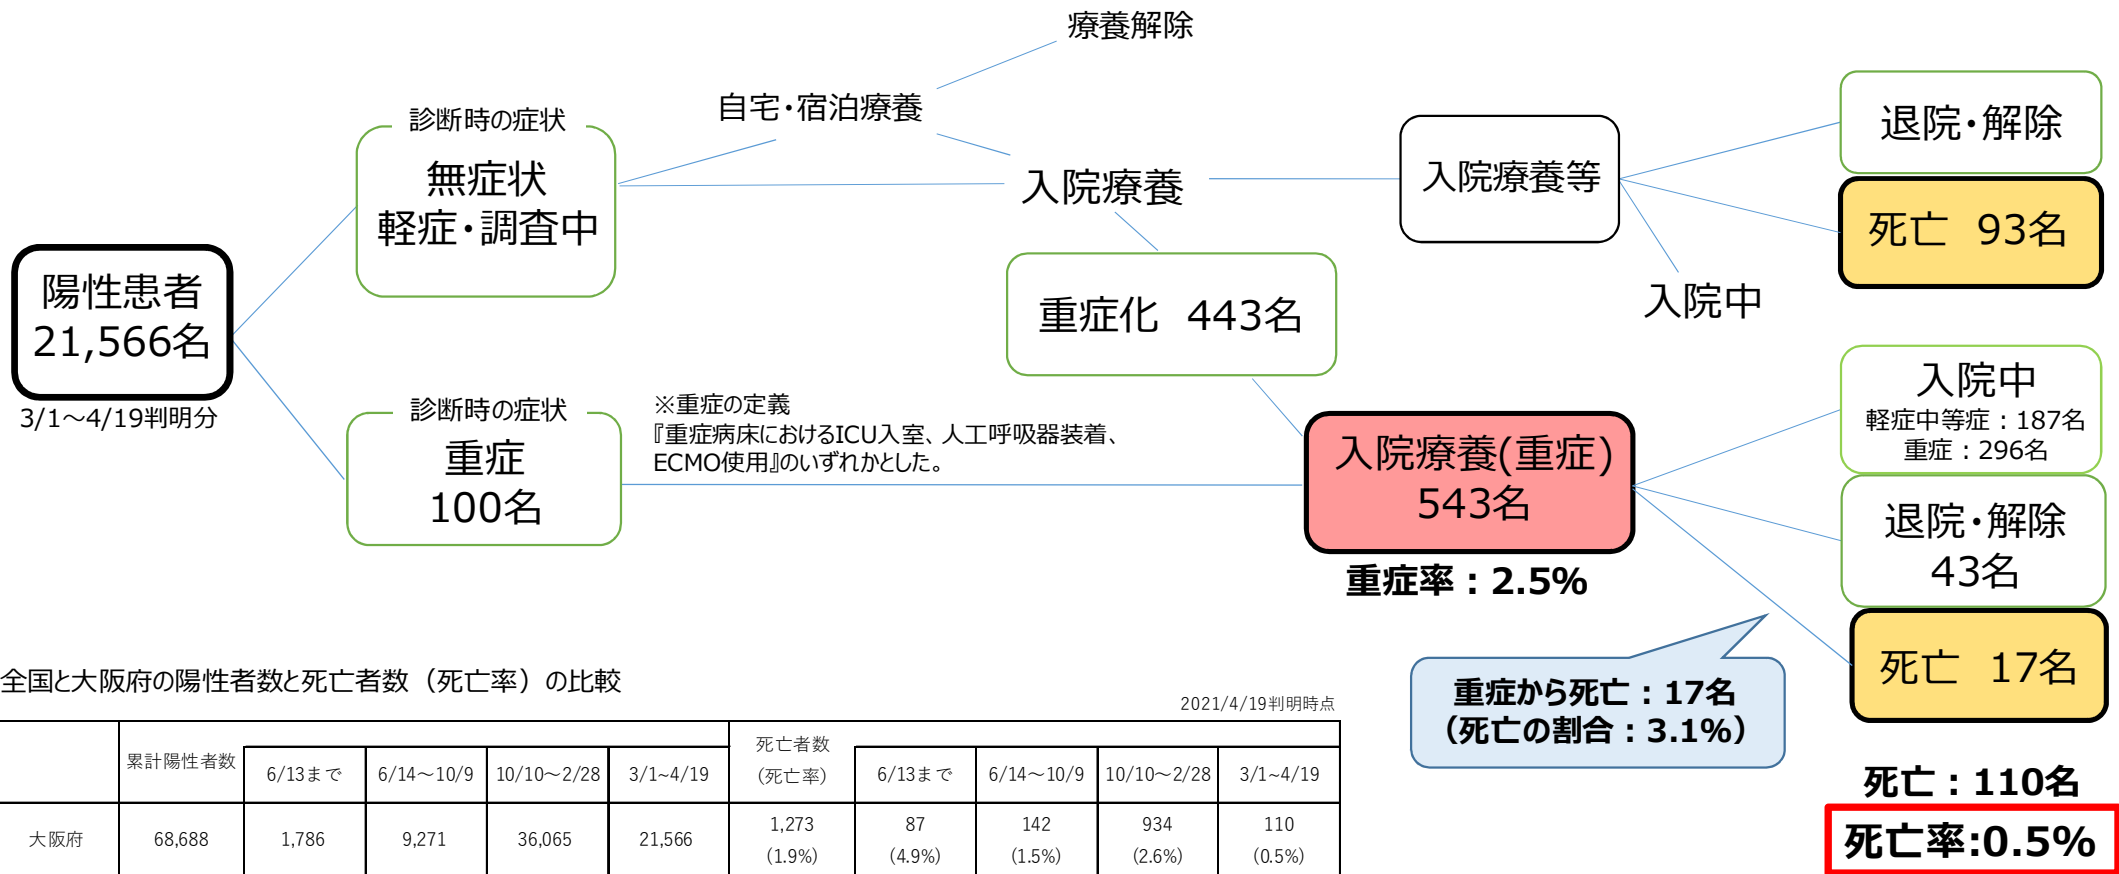 療養解除
自宅・宿泊療養
診断時の症状
無症状
軽症・調査中
入院療養
入院療養等
退院・解除
死亡 93名
入院中
陽性患者
21,566名
3/1～4/19判明分
重症化 443名
診断時の症状
重症
100名
※重症の定義
『重症病床におけるICU入室、人工呼吸器装着、
ECMO使用』のいずれかとした。
入院療養(重症)
543名
重症率：2.5%
入院中
軽症中等症：187名
重症：296名
退院・解除
43名
死亡 17名
重症から死亡：17名
（死亡の割合：3.1%）
死亡：110名
死亡率:0.5%
全国と大阪府の陽性者数と死亡者数（死亡率）の比較
2021/4/19判明時点
累計陽性者数 6/13まで 6/14～10/9 10/10～2/28 3/1~4/19 死亡者数（死亡率） 6/13まで 6/14～10/9 10/10～2/28 3/1~4/19
大阪府 68,688 1,786 9,271 36,065 21,566 1,273 87 142 934 110
(1.9%) (4.9%) (1.5%) (2.6%) (0.5%)